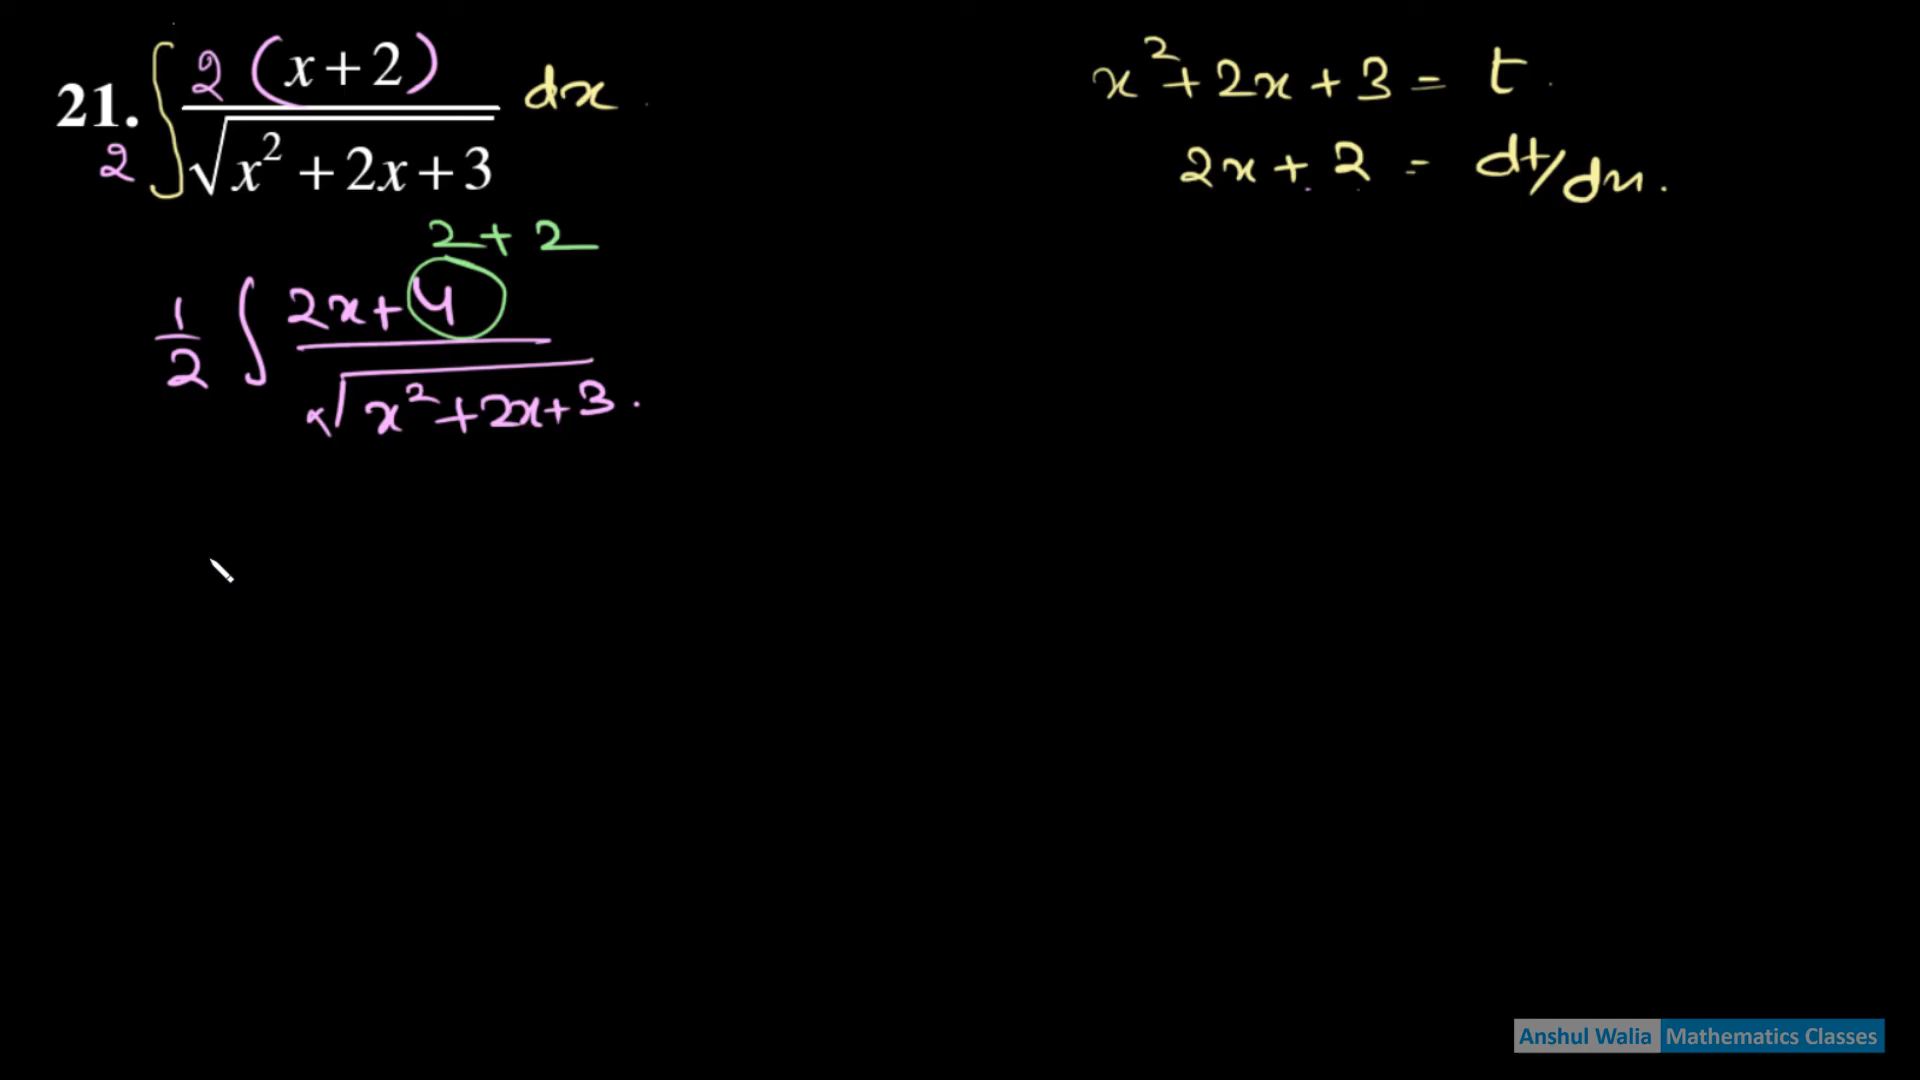 21. ∫ 2(x+2) / √x²+2x+3 dx
2
x²+2x+3 = t.
2x+2 = dt/dx.
2+2
1/2 ∫ 2x+4 / √x²+2x+3.
Anshul Walia Mathematics Classes